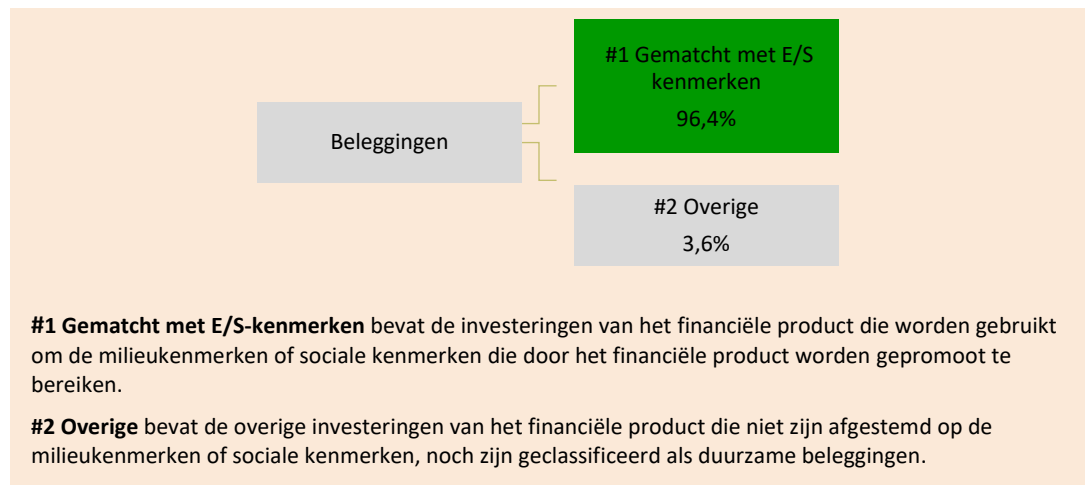 #1 Gematcht met E/S
kenmerken
96,4%
Beleggingen
#2 Overige
3,6%
#1 Gematcht met E/S-kenmerken bevat de investeringen van het financiële product die worden gebruikt
om de milieukenmerken of sociale kenmerken die door het financiële product worden gepromoot te
bereiken.
#2 Overige bevat de overige investeringen van het financiële product die niet zijn afgestemd op de
milieukenmerken of sociale kenmerken, noch zijn geclassificeerd als duurzame beleggingen.